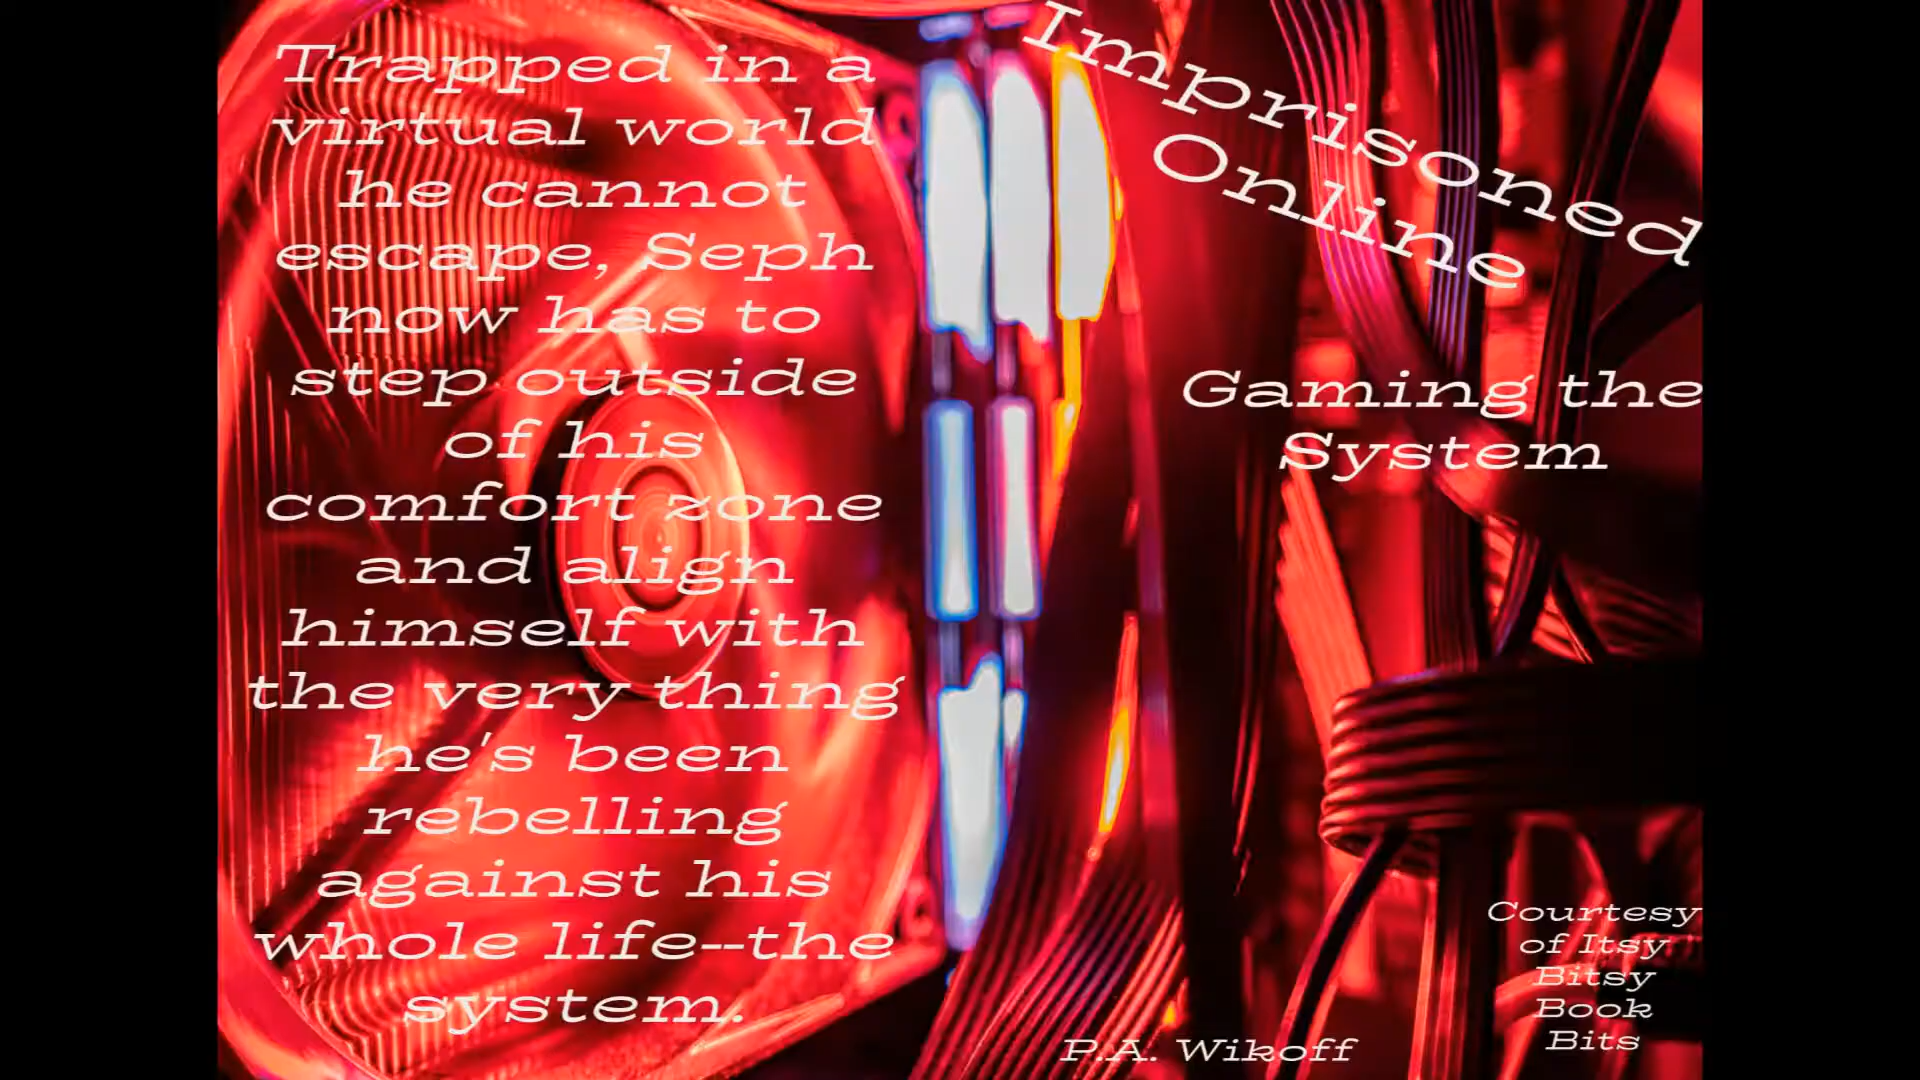 Trapped in a
virtual world
he cannot
escape, Seph
now has to
step outside
of his
comfort zone
and align
himself with
the very thing
he's been
rebelling
against his
whole life--the
system.
Imprisoned
Online
Gaming the
System
P.A. Wikoff
Courtesy
of Itsy
Bitsy
Book
Bits